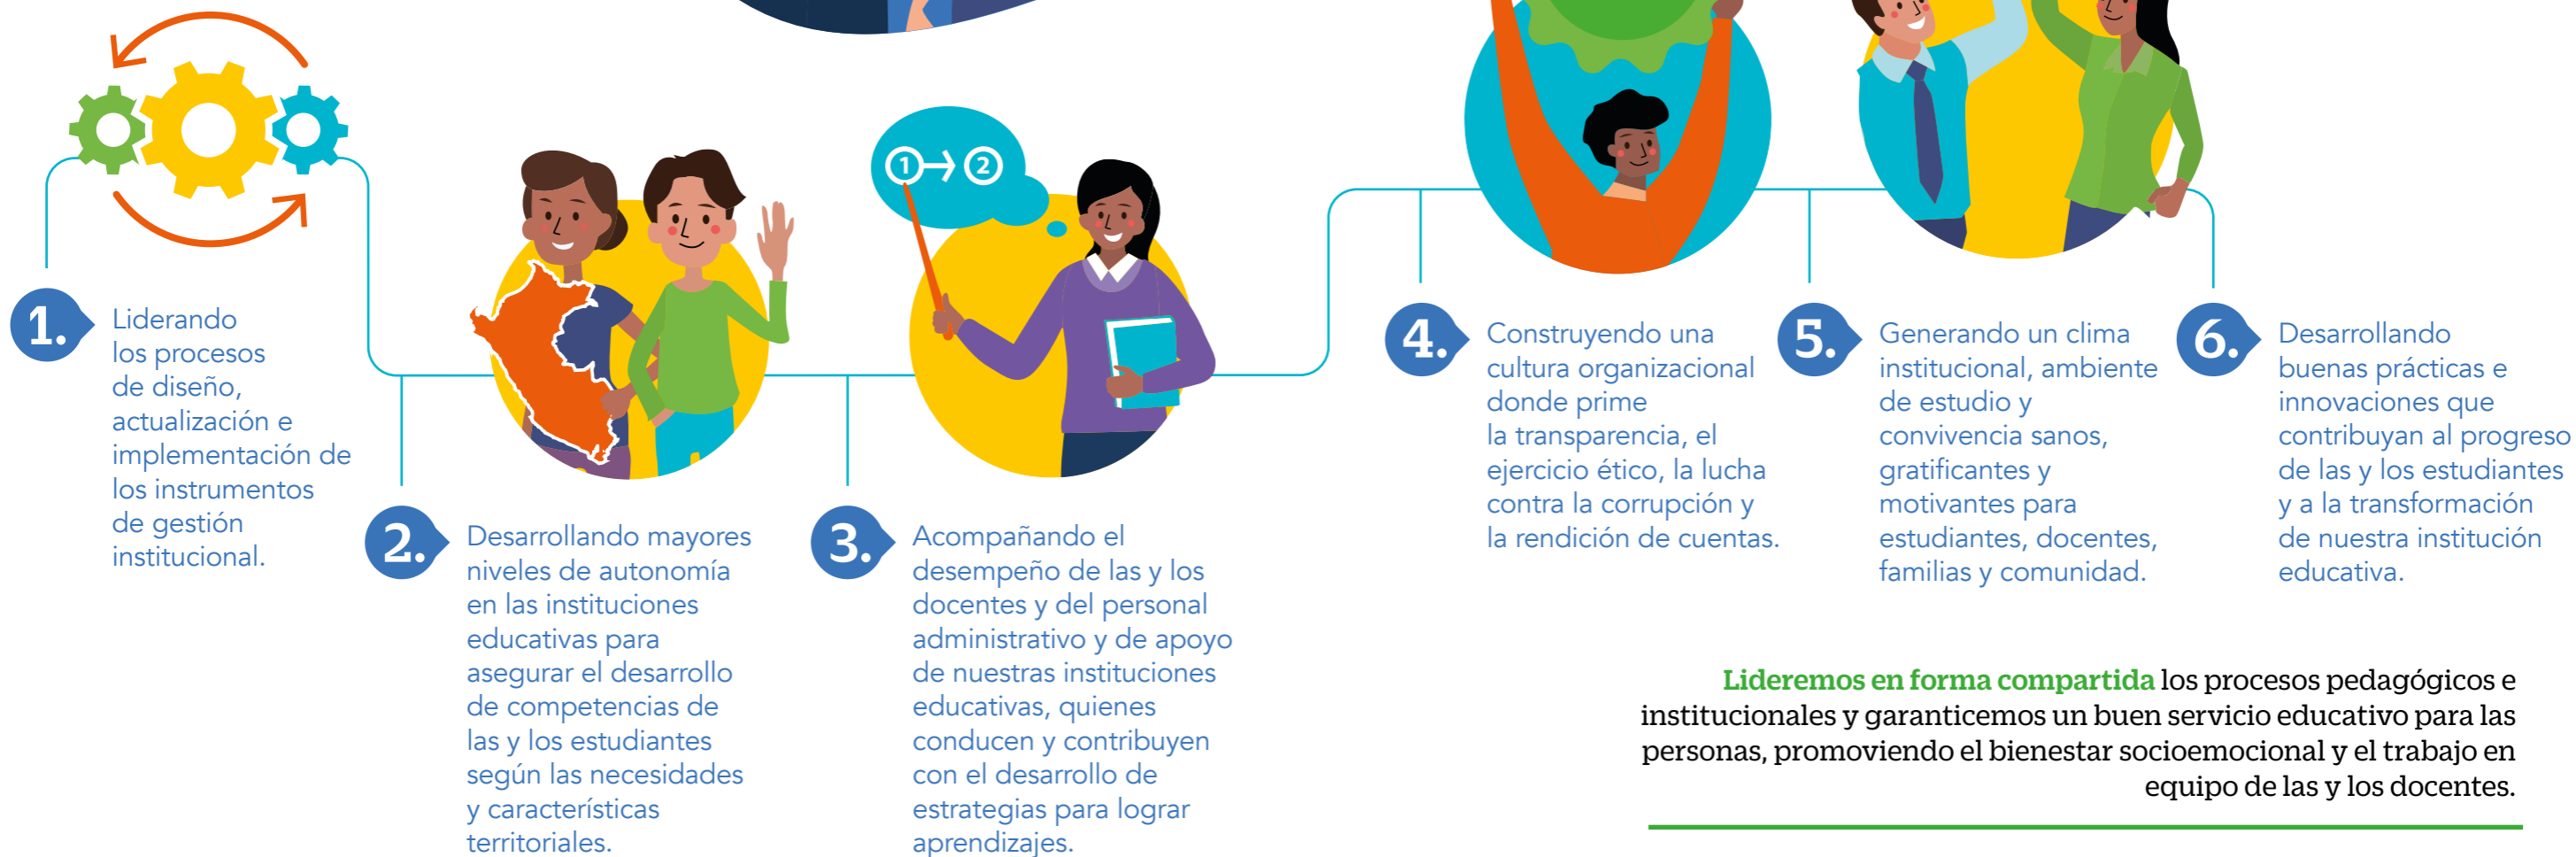 1.
Liderando
los procesos
de diseño,
actualización e
implementación de
los instrumentos
de gestión
institucional.
2.
Desarrollando mayores
niveles de autonomía
en las instituciones
educativas para
asegurar el desarrollo
de competencias de
las y los estudiantes
según las necesidades
y características
territoriales.
1 → 2
3.
Acompañando el
desempeño de las y los
docentes y del personal
administrativo y de apoyo
de nuestras instituciones
educativas, quienes
conducen y contribuyen
con el desarrollo de
estrategias para lograr
aprendizajes.
4.
Construyendo una
cultura organizacional
donde prime
la transparencia, el
ejercicio ético, la lucha
contra la corrupción y
la rendición de cuentas.
5.
Generando un clima
institucional, ambiente
de estudio y
convivencia sanos,
gratificantes y
motivantes para
estudiantes, docentes,
familias y comunidad.
6.
Desarrollando
buenas prácticas e
innovaciones que
contribuyan al progreso
de las y los estudiantes
y a la transformación
de nuestra institución
educativa.
Lideremos en forma compartida los procesos pedagógicos e
institucionales y garanticemos un buen servicio educativo para las
personas, promoviendo el bienestar socioemocional y el trabajo en
equipo de las y los docentes.